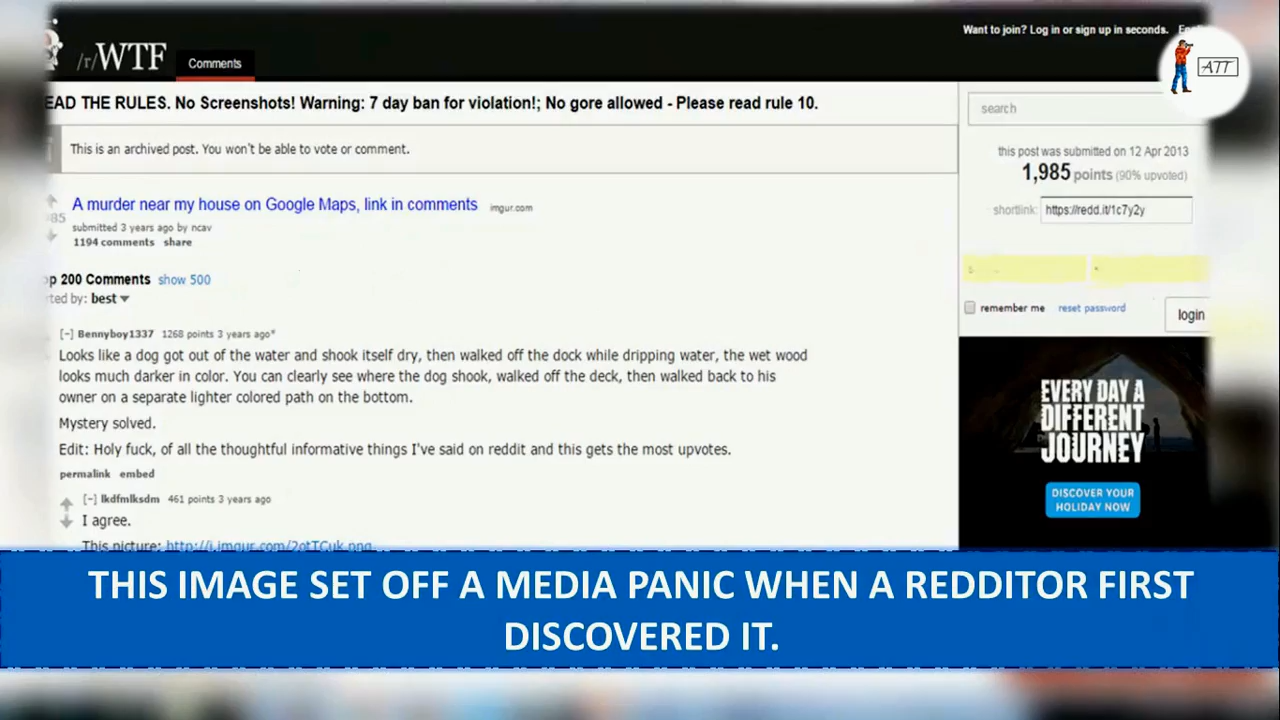 /r/WTF
Comments
Want to join? Log in or sign up in seconds.
ATT
EAD THE RULES. No Screenshots! Warning: 7 day ban for violation!; No gore allowed - Please read rule 10.
search
This is an archived post. You won't be able to vote or comment.
this post was submitted on 12 Apr 2013
1,985 points (90% upvoted)
shortlink: https://redd.it/1c7y2y
A murder near my house on Google Maps, link in comments imgur.com
85
submitted 3 years ago by ncav
1194 comments share
p 200 Comments show 500
ted by: best
remember me reset password
login
[–] Bennyboy1337 1268 points 3 years ago*
Looks like a dog got out of the water and shook itself dry, then walked off the dock while dripping water, the wet wood
looks much darker in color. You can clearly see where the dog shook, walked off the deck, then walked back to his
owner on a separate lighter colored path on the bottom.
Mystery solved.
Edit: Holy fuck, of all the thoughtful informative things I've said on reddit and this gets the most upvotes.
permalink embed
[–] lkdfmlksdm 461 points 3 years ago
I agree.
This picture: http://i.imgur.com/2otTCuk.png
EVERY DAY A
DIFFERENT
JOURNEY
DISCOVER YOUR
HOLIDAY NOW
THIS IMAGE SET OFF A MEDIA PANIC WHEN A REDDITOR FIRST
DISCOVERED IT.